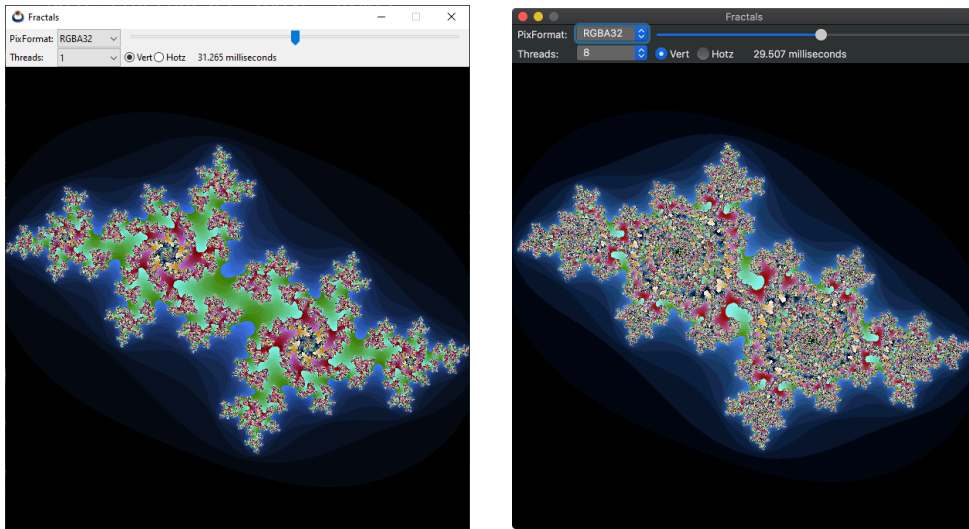 Fractals
PixFormat: RGBA32
Threads: 1 Vert Hotz 31.265 milliseconds
Fractals
PixFormat: RGBA32
Threads: 8 Vert Hotz 29.507 milliseconds